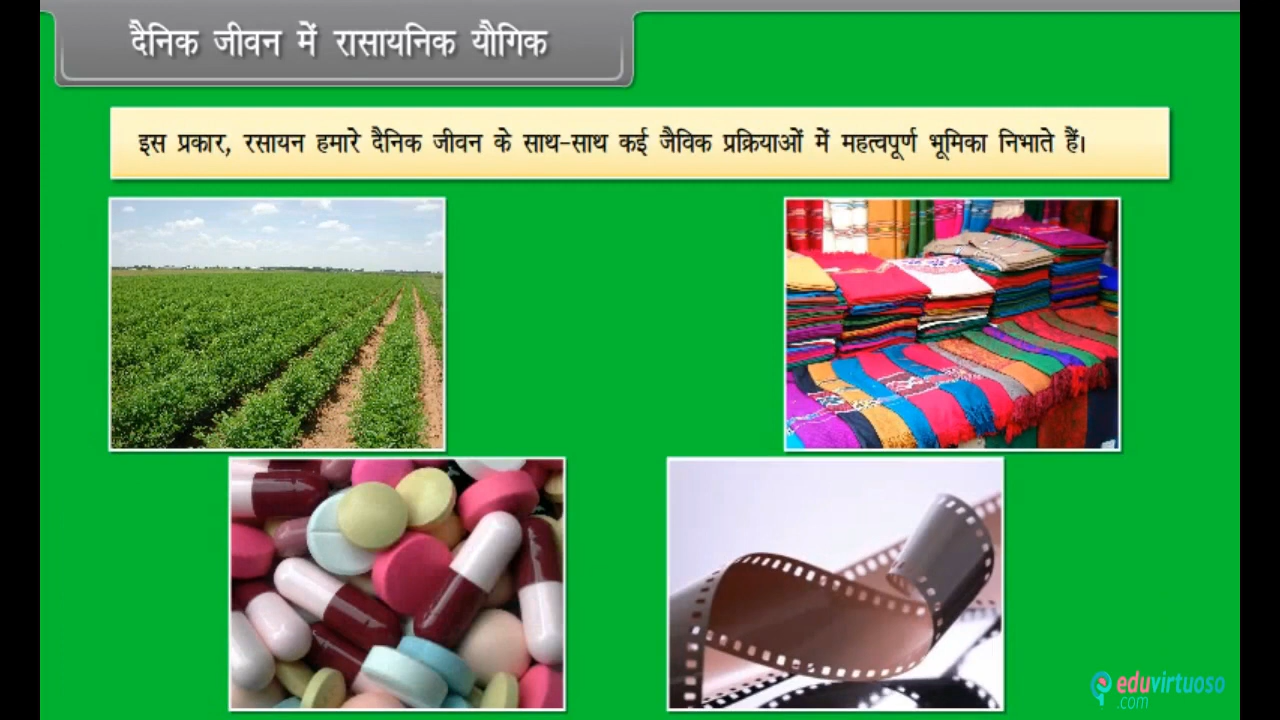 दैनिक जीवन में रासायनिक यौगिक
इस प्रकार, रसायन हमारे दैनिक जीवन के साथ-साथ कई जैविक प्रक्रियाओं में महत्वपूर्ण भूमिका निभाते हैं।
eduvirtuoso
.com